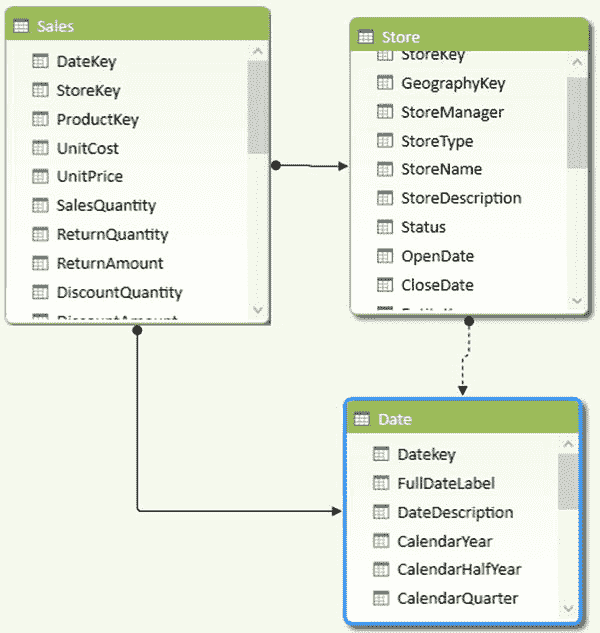 Sales
DateKey
StoreKey
ProductKey
UnitCost
UnitPrice
SalesQuantity
ReturnQuantity
ReturnAmount
DiscountQuantity
DiscountAmount
Store
StoreKey
GeographyKey
StoreManager
StoreType
StoreName
StoreDescription
Status
OpenDate
CloseDate
Date
Datekey
FullDateLabel
DateDescription
CalendarYear
CalendarHalfYear
CalendarQuarter